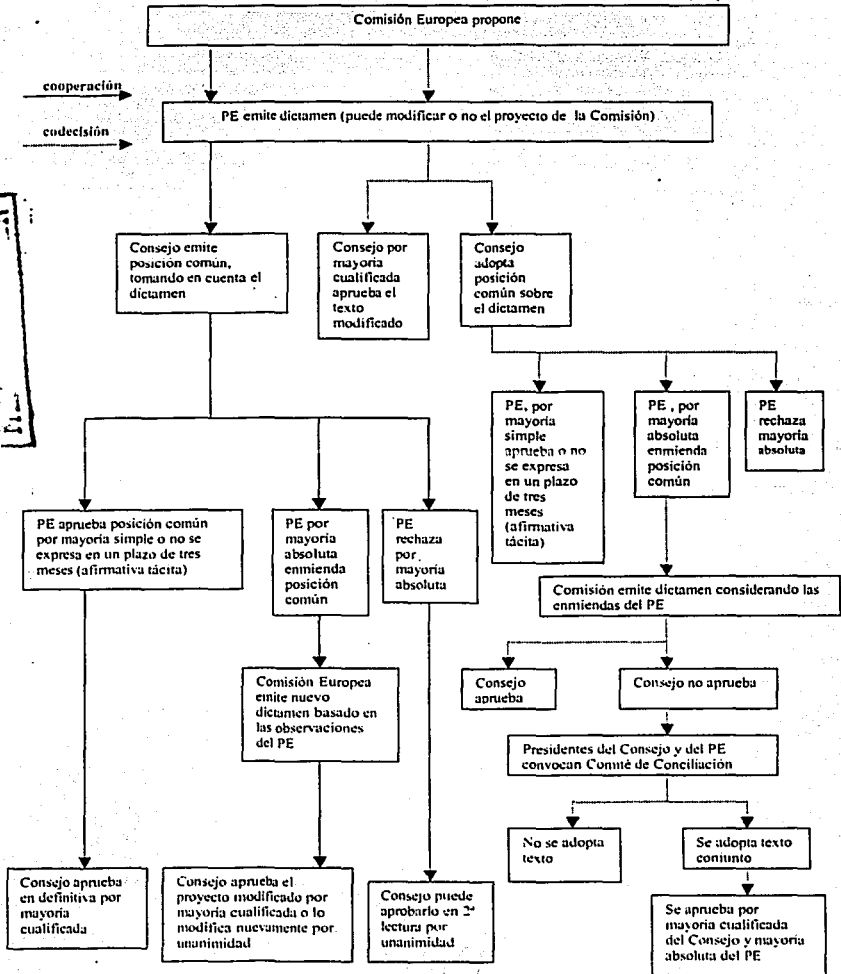 Comisión Europea propone
cooperación
codecisión
PE emite dictamen (puede modificar o no el proyecto de la Comisión)
Consejo emite
posición común,
tomando en cuenta el
dictamen
Consejo por
mayoría
cualificada
aprueba el
texto
modificado
Consejo
adopta
posición
común sobre
el dictamen
PE, por
mayoría
simple
aprueba o no
se expresa
en un plazo
de tres
meses
(afirmativa
tácita)
PE , por
mayoría
absoluta
enmienda
posición
común
PE
rechaza
mayoría
absoluta
PE aprueba posición común
por mayoría simple o no se
expresa en un plazo de tres
meses (afirmativa tácita)
PE por
mayoría
absoluta
enmienda
posición
común
PE
rechaza
por
mayoría
absoluta
Comisión emite dictamen considerando las
enmiendas del PE
Consejo
aprueba
Consejo no aprueba
Comisión Europea
emite nuevo
dictamen basado en
las observaciones
del PE
Presidentes del Consejo y del PE
convocan Comité de Conciliación
No se adopta
texto
Se adopta texto
conjunto
Consejo aprueba
en definitiva por
mayoría
cualificada
Consejo aprueba el
proyecto modificado por
mayoría cualificada o lo
modifica nuevamente por
unanimidad
Consejo puede
aprobarlo en 2ª
lectura por
unanimidad
Se aprueba por
mayoría cualificada
del Consejo y mayoría
absoluta del PE